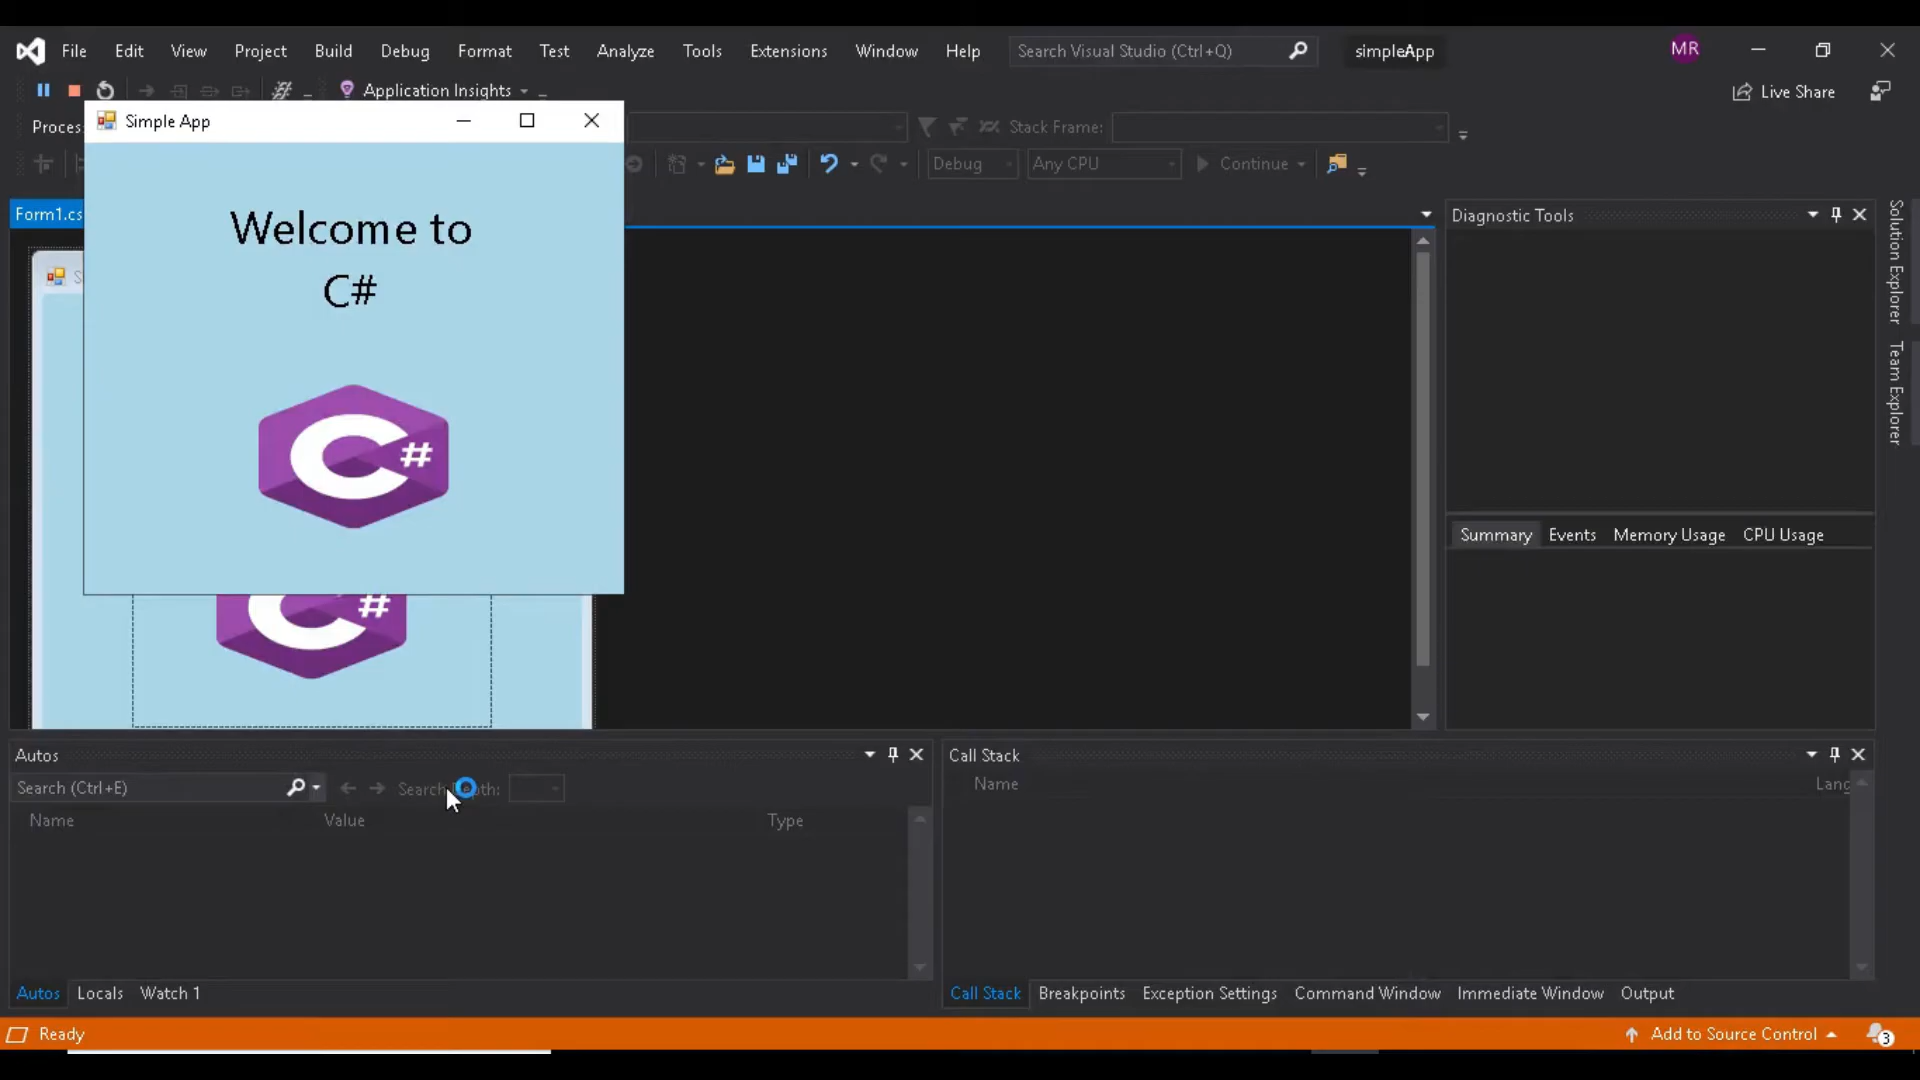 File Edit View Project Build Debug Format Test Analyze Tools Extensions Window Help Search Visual Studio (Ctrl+Q) simpleApp MR
Application Insights Live Share
Simple App
Proces Stack Frame:
Debug Any CPU Continue
Form1.cs
Diagnostic Tools
Solution Explorer
Team Explorer
Welcome to
C#
S
C#
Summary Events Memory Usage CPU Usage
C#
Autos
Call Stack
Search (Ctrl+E) Search Depth:
Name Value Type
Name Lang
Autos Locals Watch 1
Call Stack Breakpoints Exception Settings Command Window Immediate Window Output
Ready Add to Source Control 3